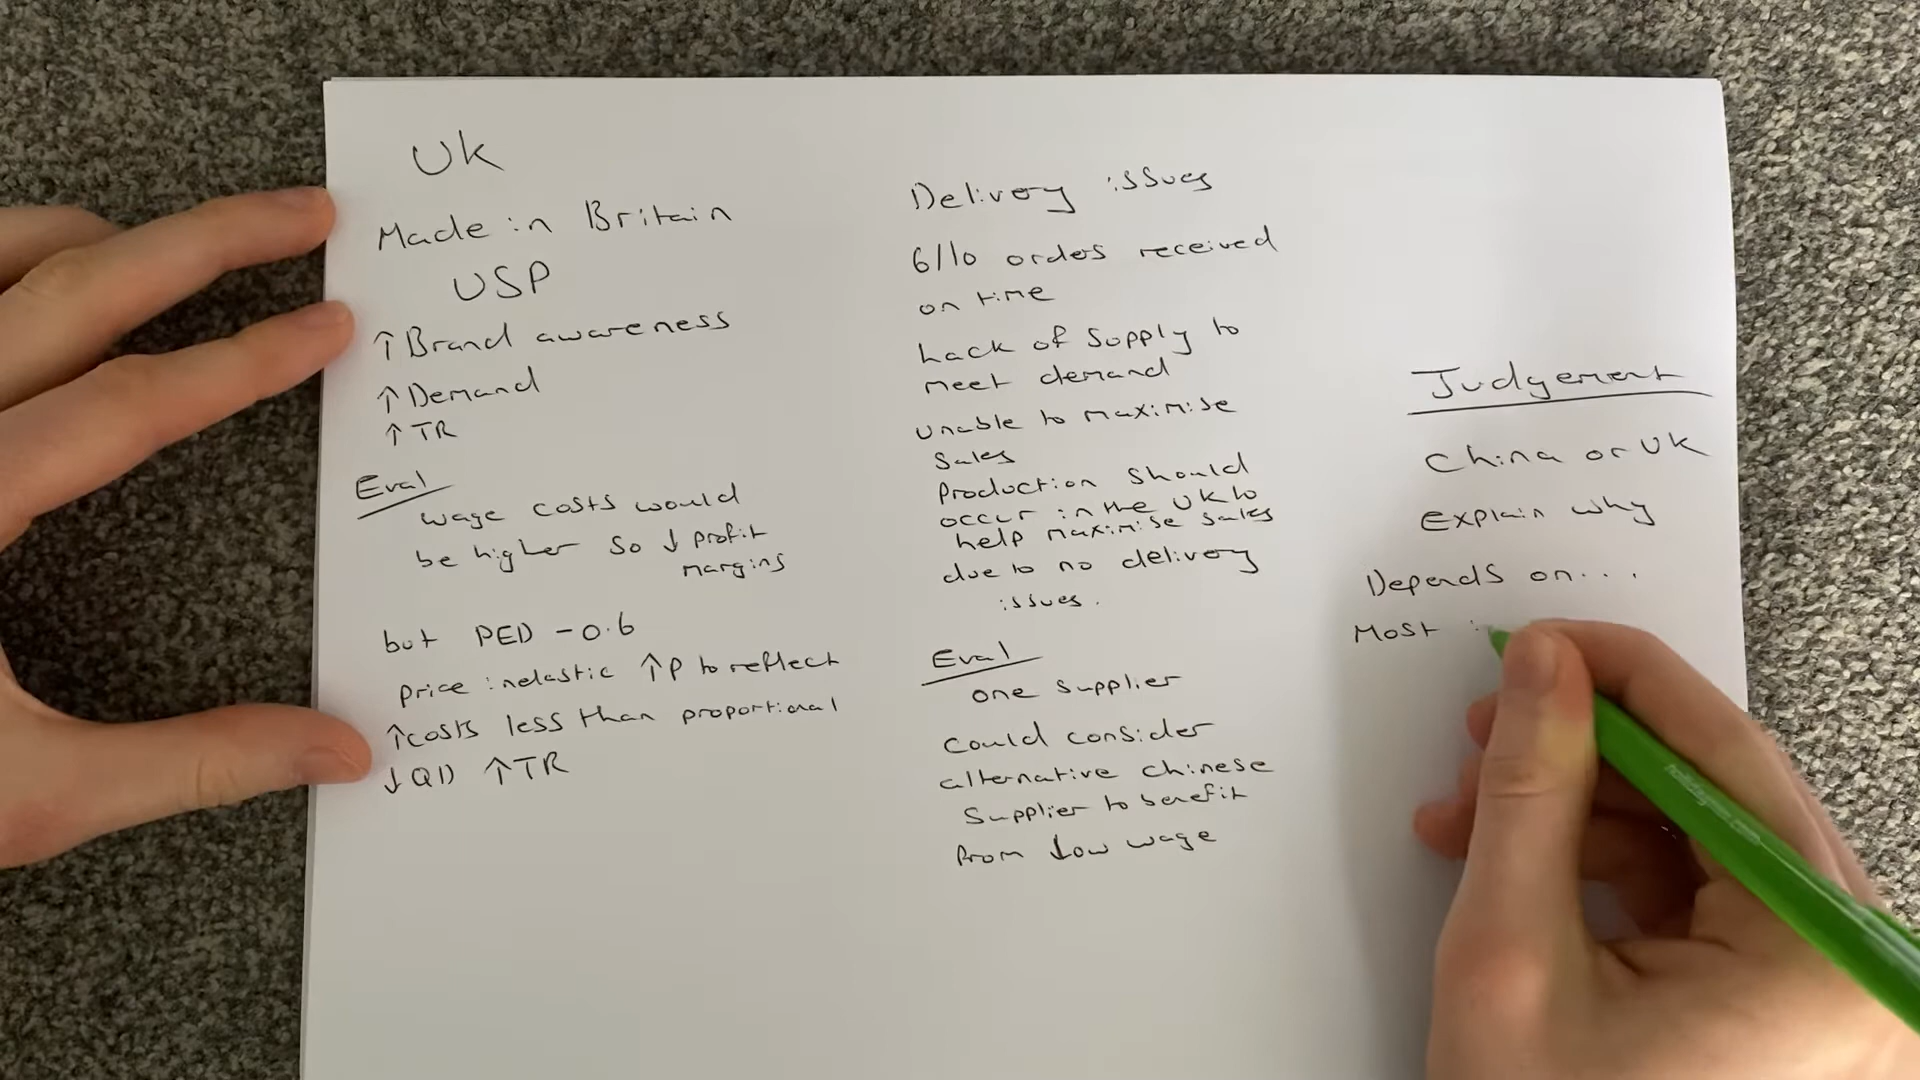 UK
Made in Britain
USP
↑ Brand awareness
↑ Demand
↑ TR
Eval
wage costs would
be higher so ↓ profit
margins
but PED -0.6
price inelastic ↑P to reflect
↑costs less than proportional
↓QD ↑TR
Delivery issues
6/10 orders received
on time
Lack of supply to
meet demand
unable to maximise
sales
production should
occur in the UK to
help maximise sales
due to no delivery
issues.
Eval
one supplier
could consider
alternative chinese
supplier to benefit
from low wage
Judgement
China or UK
Explain why
Depends on...
Most